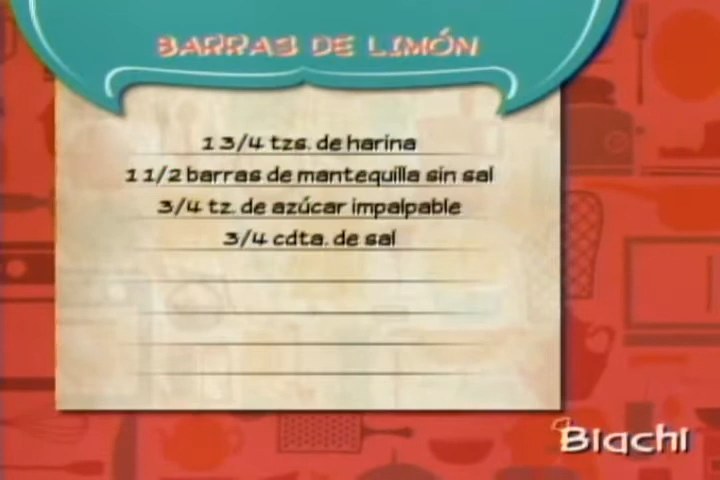 BARRAS DE LIMÓN
1 3/4 tzs. de harina
1 1/2 barras de mantequilla sin sal
3/4 tz. de azúcar impalpable
3/4 cdta. de sal
Biachi